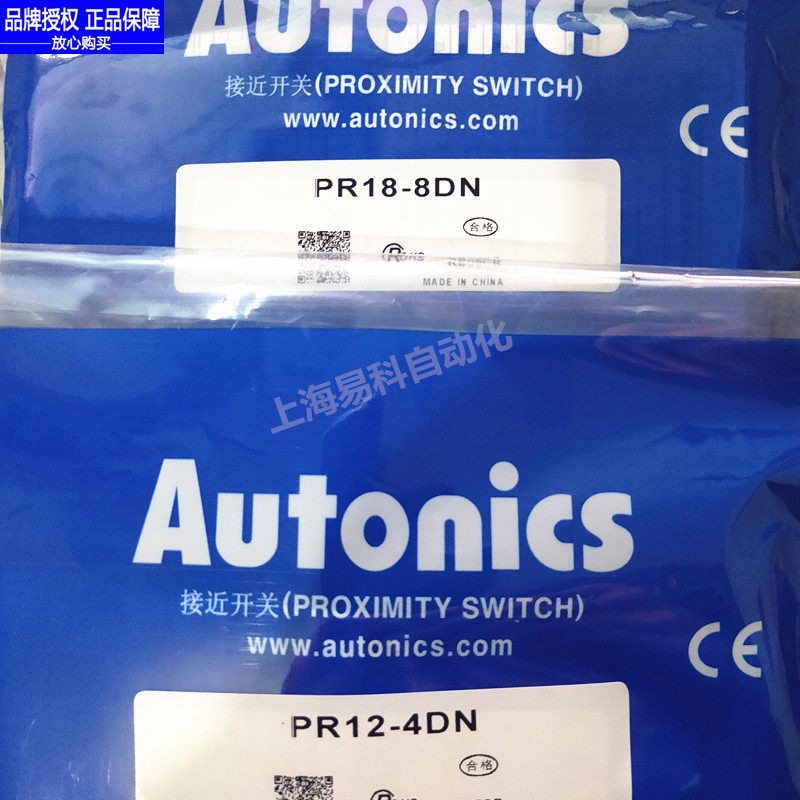 品牌授权 正品保障
放心购买
Autonics
接近开关(PROXIMITY SWITCH)
www.autonics.com
CE
PR18-8DN
合格
RoHS
MADE IN CHINA
上海易科自动化
Autonics
接近开关(PROXIMITY SWITCH)
www.autonics.com
CE
PR12-4DN
合格
RoHS